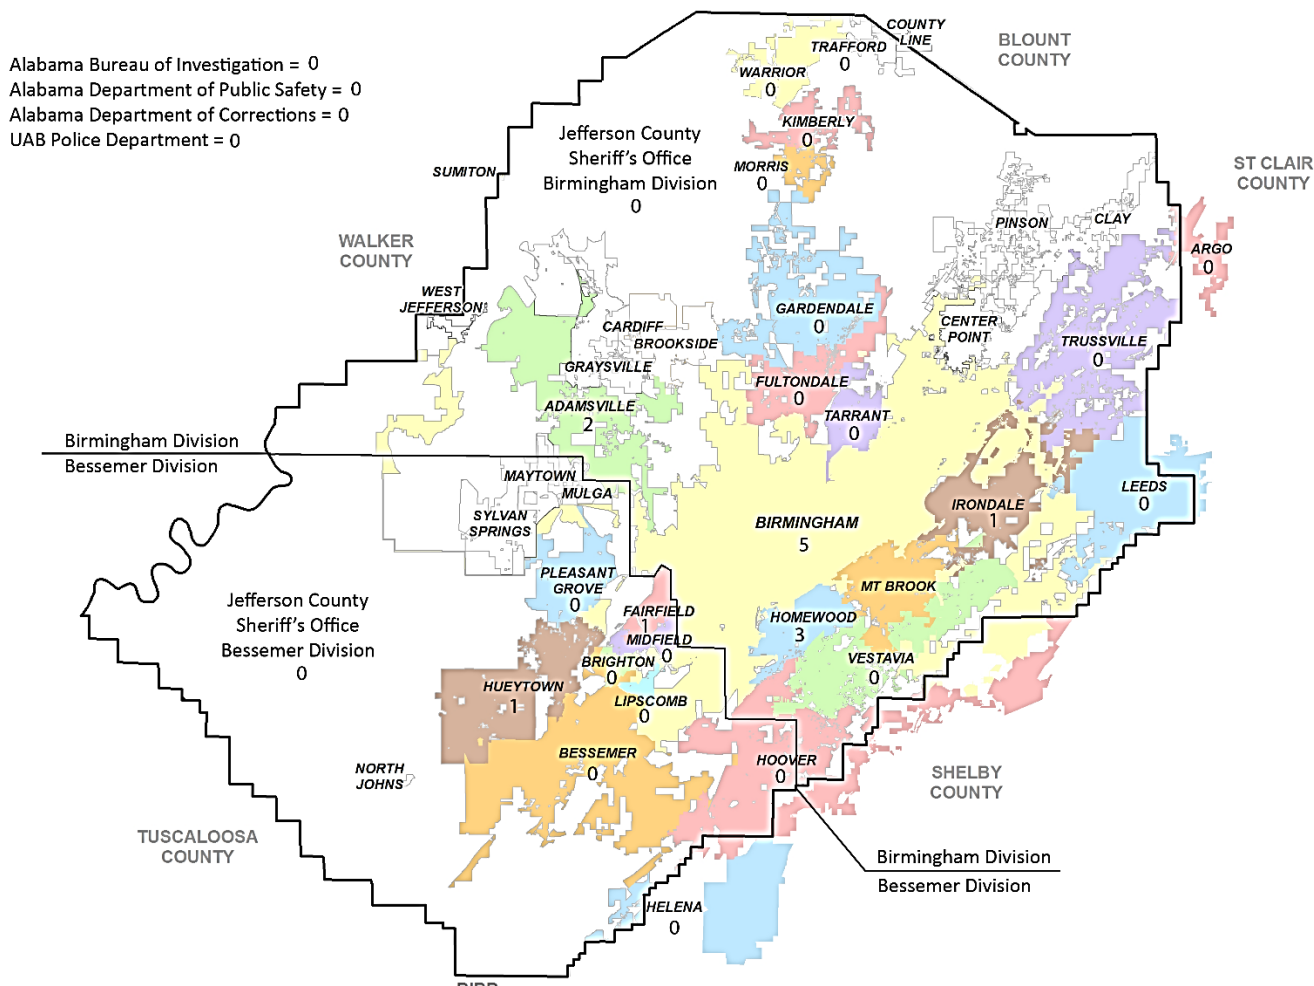 Alabama Bureau of Investigation = 0
Alabama Department of Public Safety = 0
Alabama Department of Corrections = 0
UAB Police Department = 0
COUNTY
LINE
BLOUNT
COUNTY
TRAFFORD
0
WARRIOR
0
KIMBERLY
0
Jefferson County
Sheriff's Office
Birmingham Division
0
MORRIS
0
SUMITON
ST CLAIR
COUNTY
WALKER
COUNTY
PINSON
CLAY
ARGO
0
WEST
JEFFERSON
GARDENDALE
0
CARDIFF
BROOKSIDE
CENTER
POINT
TRUSSVILLE
0
GRAYSVILLE
FULTONDALE
0
ADAMSVILLE
2
TARRANT
0
Birmingham Division
Bessemer Division
MAYTOWN
MULGA
SYLVAN
SPRINGS
LEEDS
0
IRONDALE
1
BIRMINGHAM
5
PLEASANT
GROVE
0
MT BROOK
Jefferson County
Sheriff's Office
Bessemer Division
0
FAIRFIELD
1
MIDFIELD
0
HOMEWOOD
3
BRIGHTON
0
VESTAVIA
0
HUEYTOWN
1
LIPSCOMB
0
BESSEMER
0
HOOVER
0
NORTH
JOHNS
SHELBY
COUNTY
TUSCALOOSA
COUNTY
Birmingham Division
Bessemer Division
HELENA
0